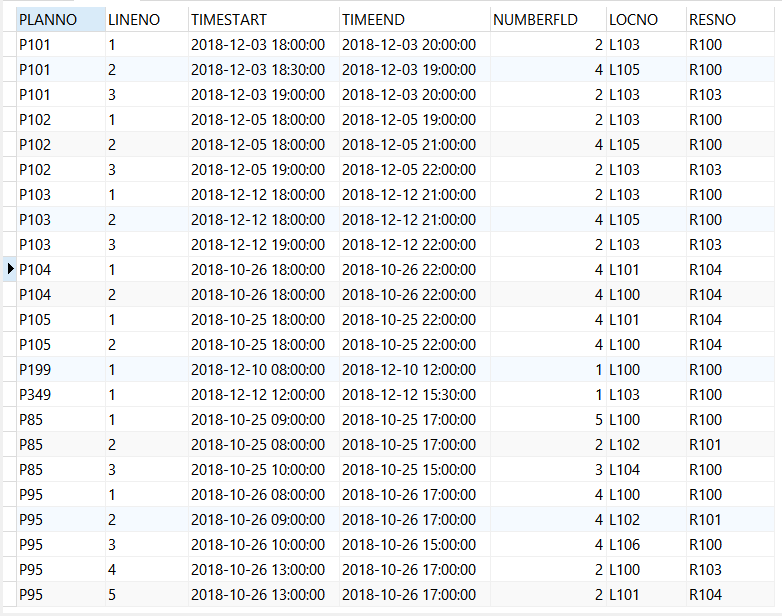 PLANNO LINENO TIMESTART TIMEEND NUMBERFLD LOCNO RESNO
P101 1 2018-12-03 18:00:00 2018-12-03 20:00:00 2 L103 R100
P101 2 2018-12-03 18:30:00 2018-12-03 19:00:00 4 L105 R100
P101 3 2018-12-03 19:00:00 2018-12-03 20:00:00 2 L103 R103
P102 1 2018-12-05 18:00:00 2018-12-05 19:00:00 2 L103 R100
P102 2 2018-12-05 18:00:00 2018-12-05 21:00:00 4 L105 R100
P102 3 2018-12-05 19:00:00 2018-12-05 22:00:00 2 L103 R103
P103 1 2018-12-12 18:00:00 2018-12-12 21:00:00 2 L103 R100
P103 2 2018-12-12 18:00:00 2018-12-12 21:00:00 4 L105 R100
P103 3 2018-12-12 19:00:00 2018-12-12 22:00:00 2 L103 R103
P104 1 2018-10-26 18:00:00 2018-10-26 22:00:00 4 L101 R104
P104 2 2018-10-26 18:00:00 2018-10-26 22:00:00 4 L100 R104
P105 1 2018-10-25 18:00:00 2018-10-25 22:00:00 4 L101 R104
P105 2 2018-10-25 18:00:00 2018-10-25 22:00:00 4 L100 R104
P199 1 2018-12-10 08:00:00 2018-12-10 12:00:00 1 L100 R100
P349 1 2018-12-12 12:00:00 2018-12-12 15:30:00 1 L103 R100
P85 1 2018-10-25 09:00:00 2018-10-25 17:00:00 5 L100 R100
P85 2 2018-10-25 08:00:00 2018-10-25 17:00:00 2 L102 R101
P85 3 2018-10-25 10:00:00 2018-10-25 15:00:00 3 L104 R100
P95 1 2018-10-26 08:00:00 2018-10-26 17:00:00 4 L100 R100
P95 2 2018-10-26 09:00:00 2018-10-26 17:00:00 4 L102 R101
P95 3 2018-10-26 10:00:00 2018-10-26 15:00:00 4 L106 R100
P95 4 2018-10-26 13:00:00 2018-10-26 17:00:00 2 L100 R103
P95 5 2018-10-26 13:00:00 2018-10-26 17:00:00 2 L101 R104